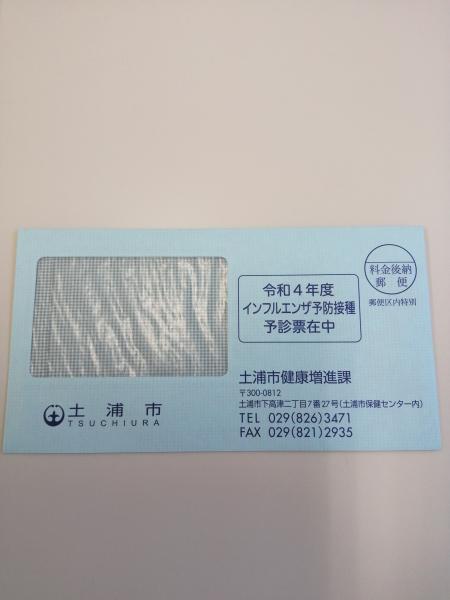 料金後納
郵便
郵便区内特別
令和4年度
インフルエンザ予防接種
予診票在中
土浦市
TSUCHIURA
土浦市健康増進課
〒300-0812
土浦市下高津二丁目7番27号(土浦市保健センター内)
TEL 029(826)3471
FAX 029(821)2935